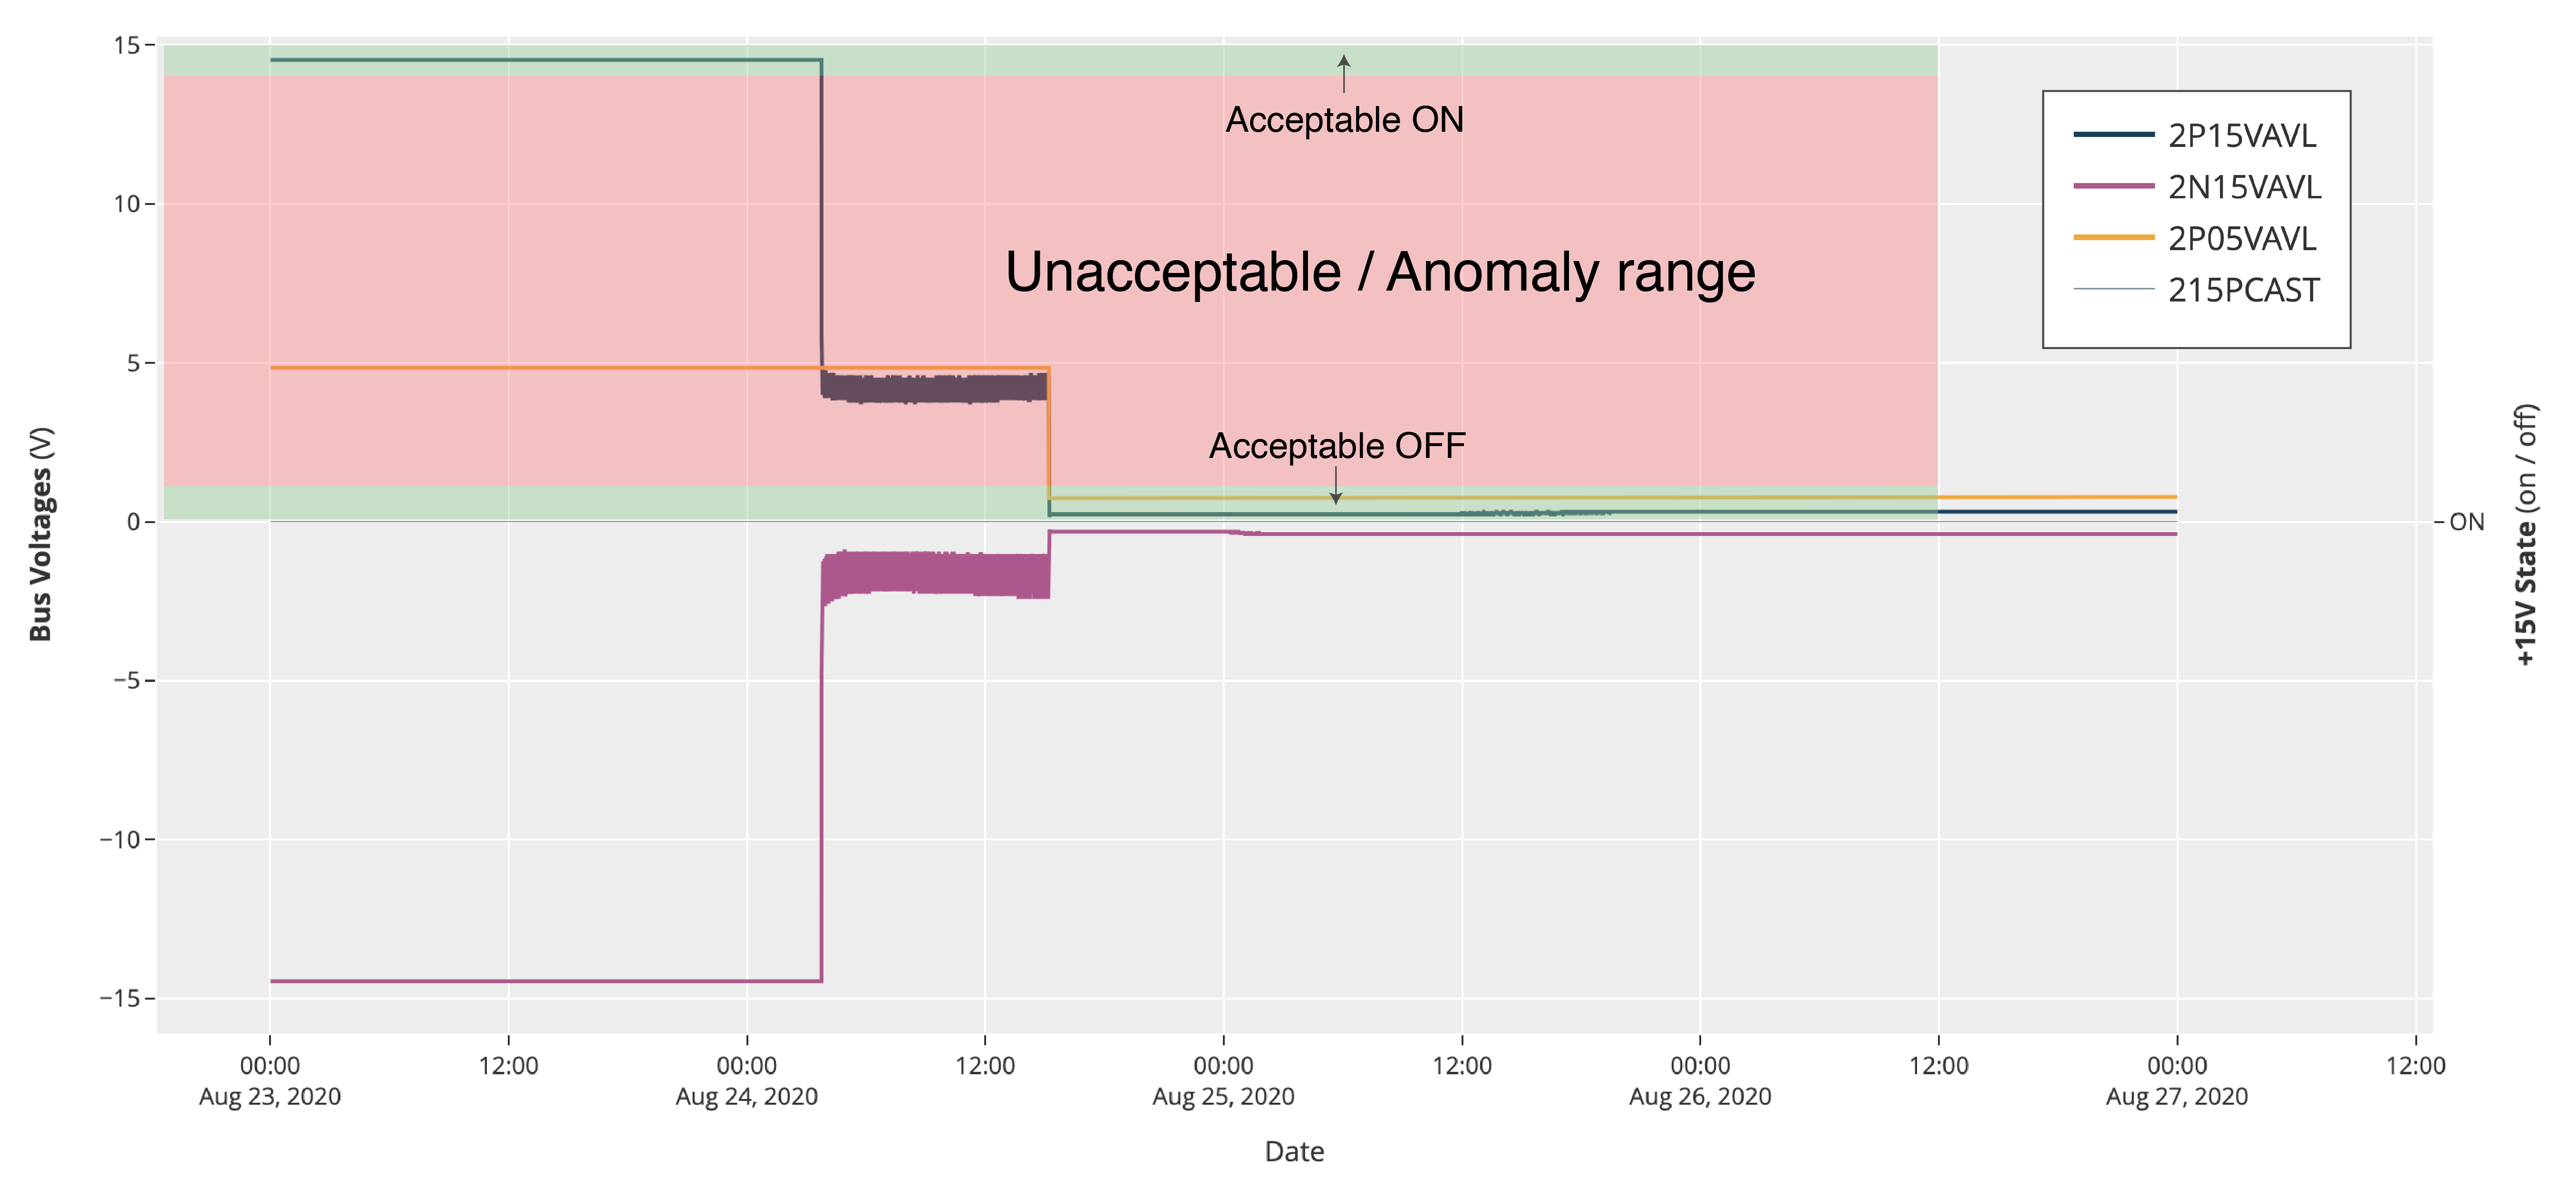 15
10
5
0
−5
−10
−15
Bus Voltages (V)
Acceptable ON
Unacceptable / Anomaly range
Acceptable OFF
2P15VAVL
2N15VAVL
2P05VAVL
215PCAST
ON
+15V State (on / off)
00:00 12:00 00:00 12:00 00:00 12:00 00:00 12:00 00:00 12:00
Aug 23, 2020 Aug 24, 2020 Aug 25, 2020 Aug 26, 2020 Aug 27, 2020
Date